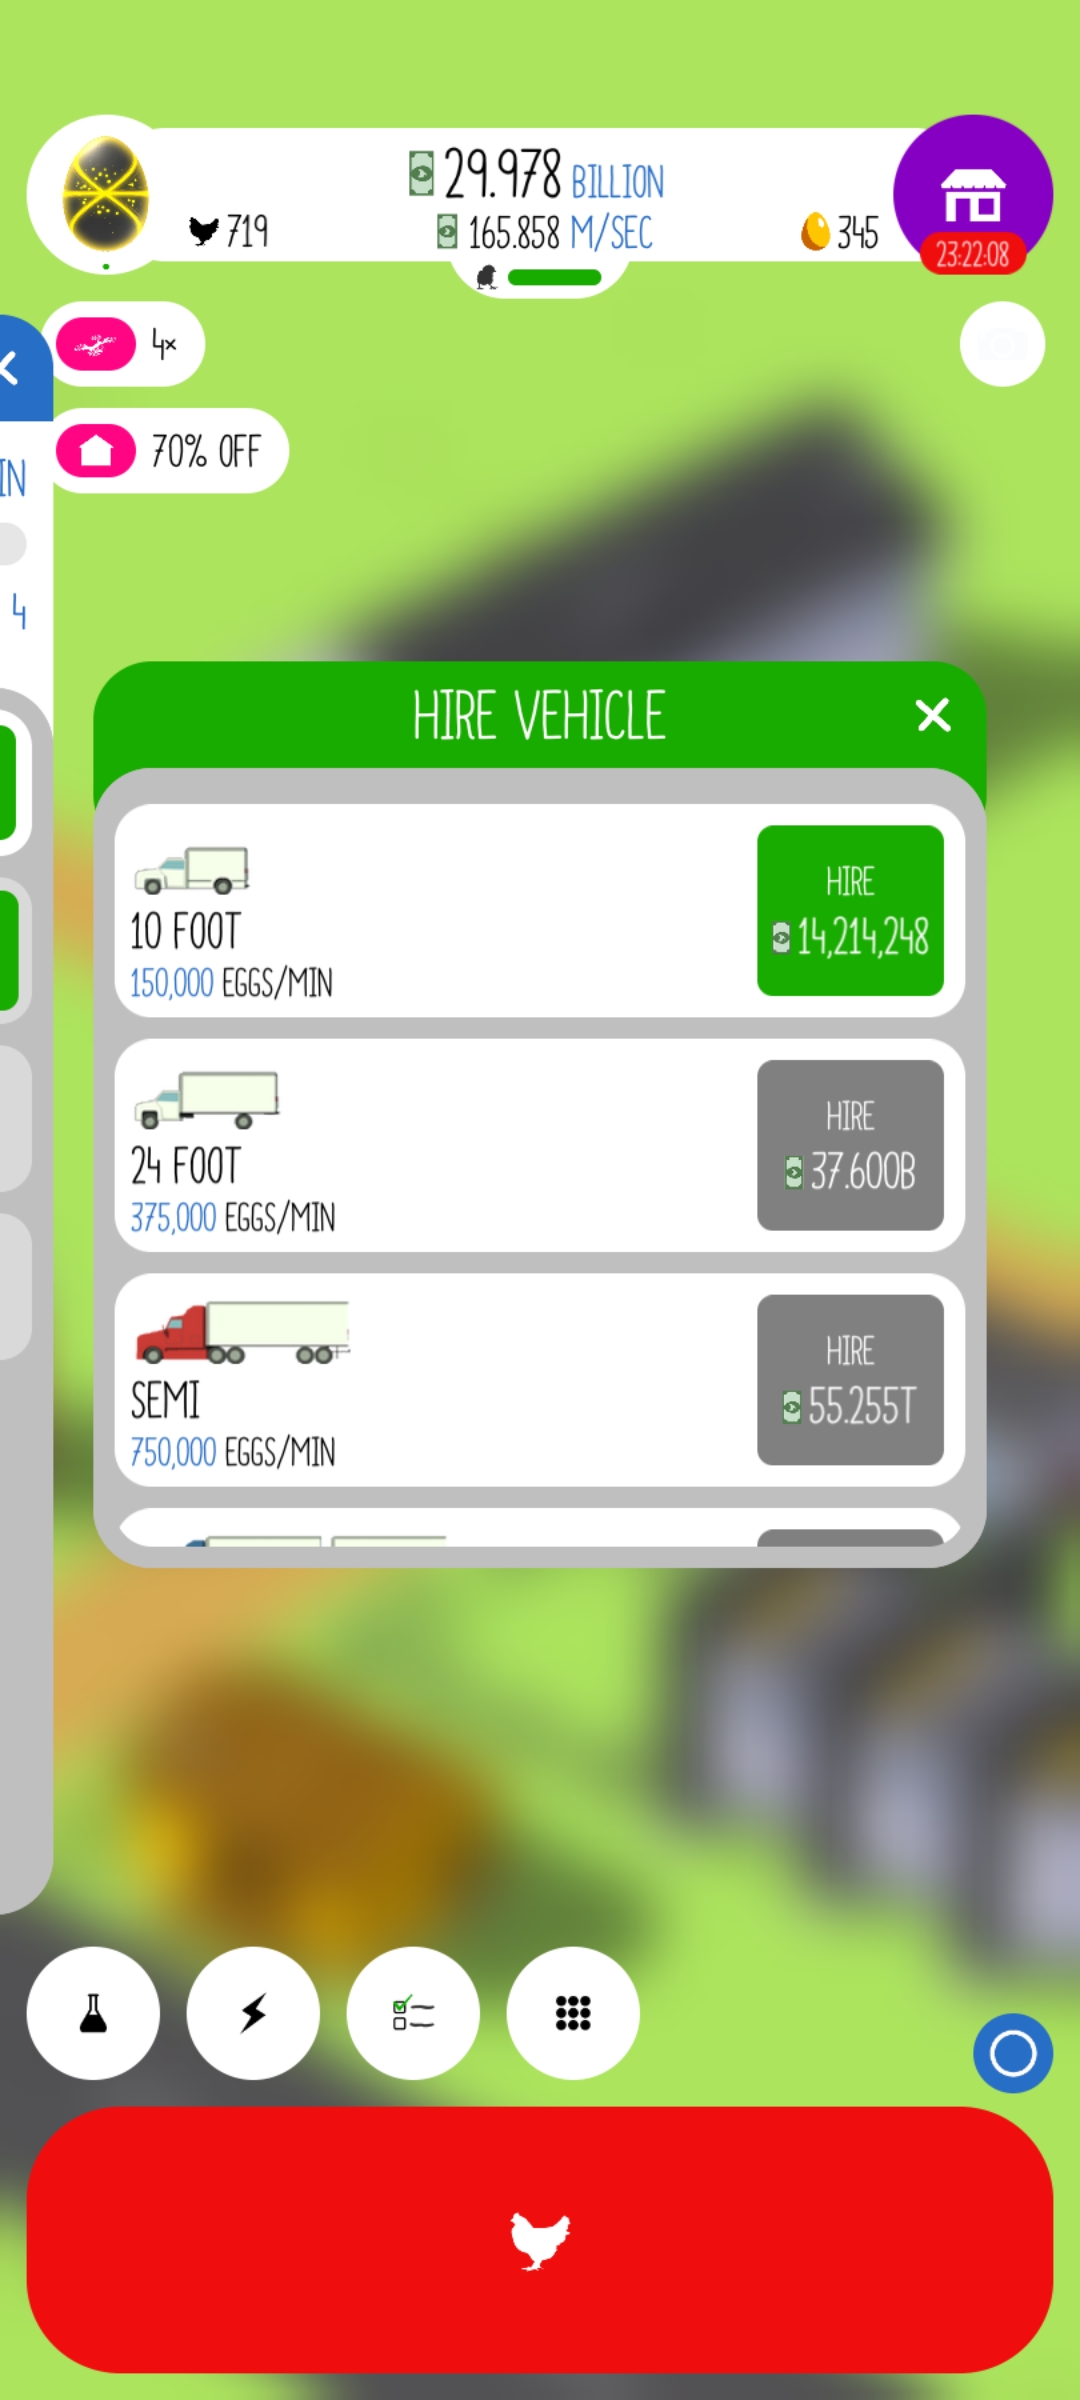 29.978 BILLION
719
165.858 M/SEC
345
23:22:08
4×
70% OFF
IN
4
HIRE VEHICLE
10 FOOT
150,000 EGGS/MIN
HIRE
14,214,248
24 FOOT
375,000 EGGS/MIN
HIRE
37.600B
SEMI
750,000 EGGS/MIN
HIRE
55.255T